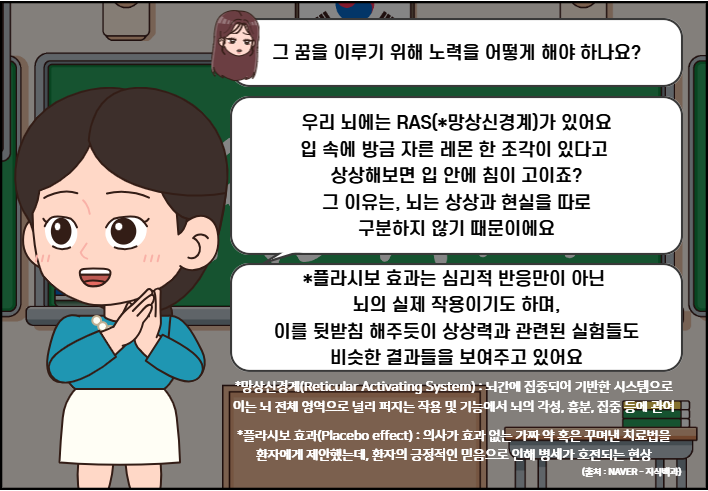 그 꿈을 이루기 위해 노력을 어떻게 해야 하나요?
우리 뇌에는 RAS(*망상신경계)가 있어요
입 속에 방금 자른 레몬 한 조각이 있다고
상상해보면 입 안에 침이 고이죠?
그 이유는, 뇌는 상상과 현실을 따로
구분하지 않기 때문이에요
*플라시보 효과는 심리적 반응만이 아닌
뇌의 실제 작용이기도 하며,
이를 뒷받침 해주듯이 상상력과 관련된 실험들도
비슷한 결과들을 보여주고 있어요
*망상신경계(Reticular Activating System) : 뇌간에 집중되어 기반한 시스템으로
이는 뇌 전체 영역으로 널리 퍼지는 작용 및 기능에서 뇌의 각성, 흥분, 집중 등에 관여
*플라시보 효과(Placebo effect) : 의사가 효과 없는 가짜 약 혹은 꾸며낸 치료법을
환자에게 제안했는데, 환자의 긍정적인 믿음으로 인해 병세가 호전되는 현상
(출처 : NAVER - 지식백과)